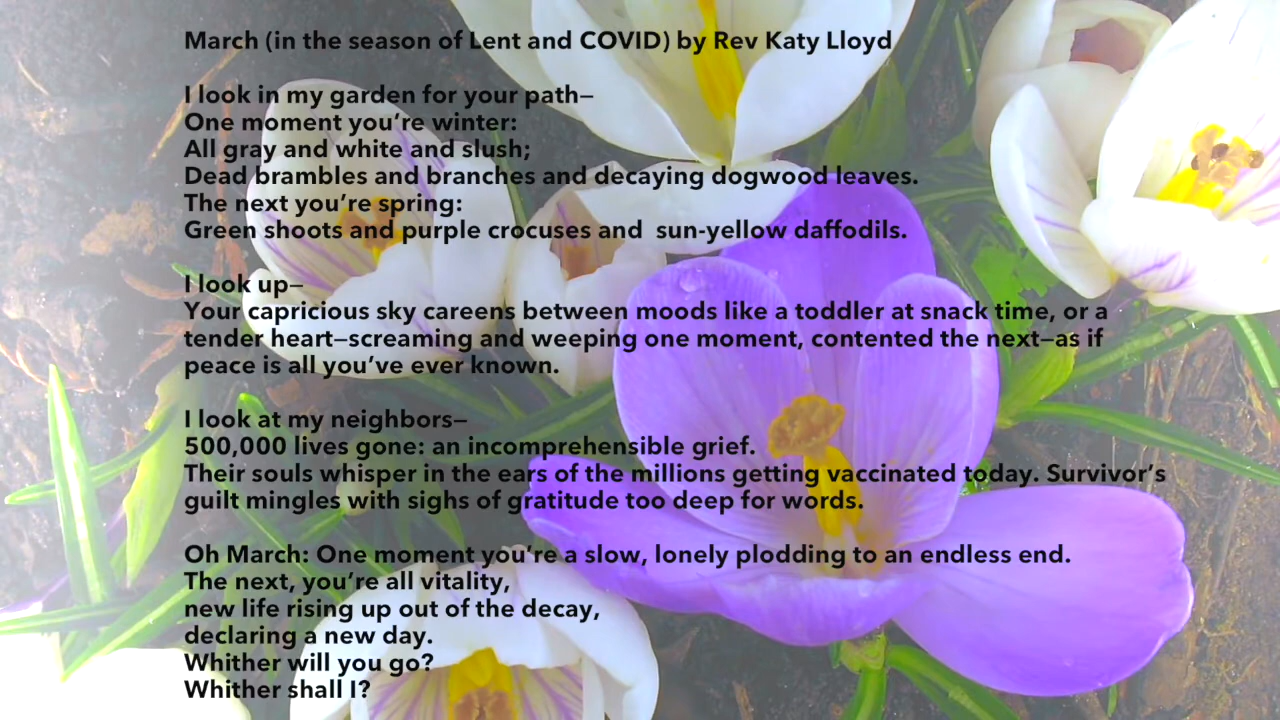 March (in the season of Lent and COVID) by Rev Katy Lloyd
I look in my garden for your path—
One moment you’re winter:
All gray and white and slush;
Dead brambles and branches and decaying dogwood leaves.
The next you’re spring:
Green shoots and purple crocuses and  sun-yellow daffodils.
I look up—
Your capricious sky careens between moods like a toddler at snack time, or a
tender heart—screaming and weeping one moment, contented the next—as if
peace is all you’ve ever known.
I look at my neighbors—
500,000 lives gone: an incomprehensible grief.
Their souls whisper in the ears of the millions getting vaccinated today. Survivor’s
guilt mingles with sighs of gratitude too deep for words.
Oh March: One moment you’re a slow, lonely plodding to an endless end.
The next, you’re all vitality,
new life rising up out of the decay,
declaring a new day.
Whither will you go?
Whither shall I?